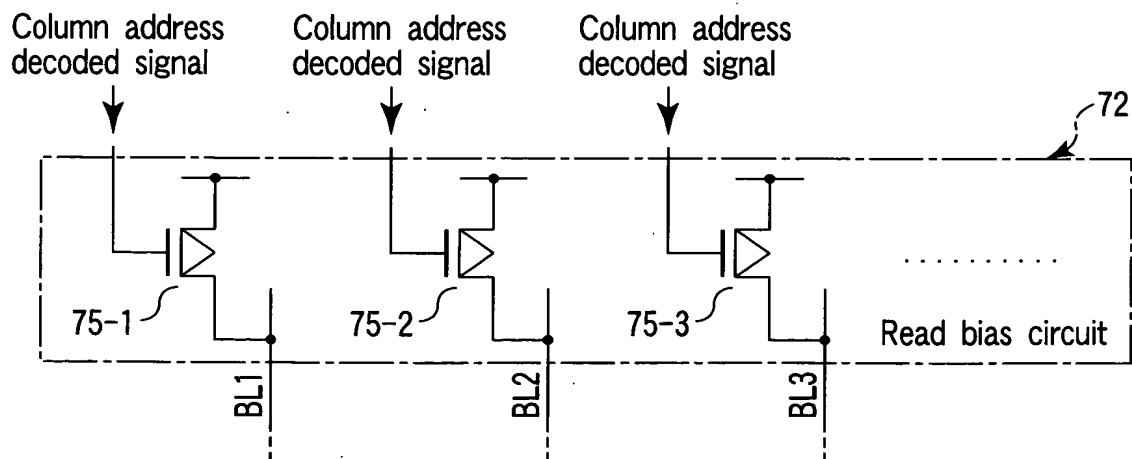 Column address
decoded signal
Column address
decoded signal
Column address
decoded signal
72
75-1
75-2
75-3
..........
Read bias circuit
BL1
BL2
BL3